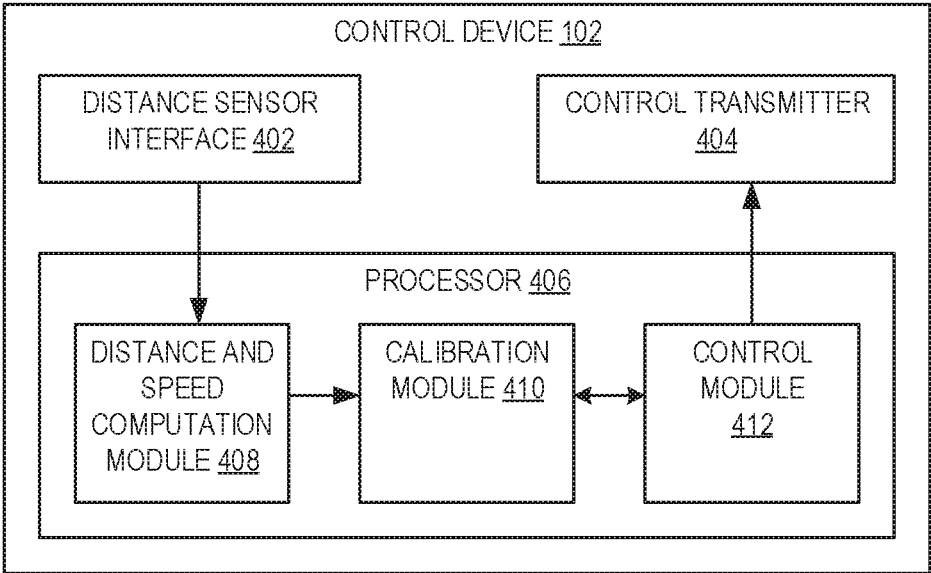 CONTROL DEVICE 102
DISTANCE SENSOR
INTERFACE 402
CONTROL TRANSMITTER
404
PROCESSOR 406
DISTANCE AND
SPEED
COMPUTATION
MODULE 408
CALIBRATION
MODULE 410
CONTROL
MODULE
412